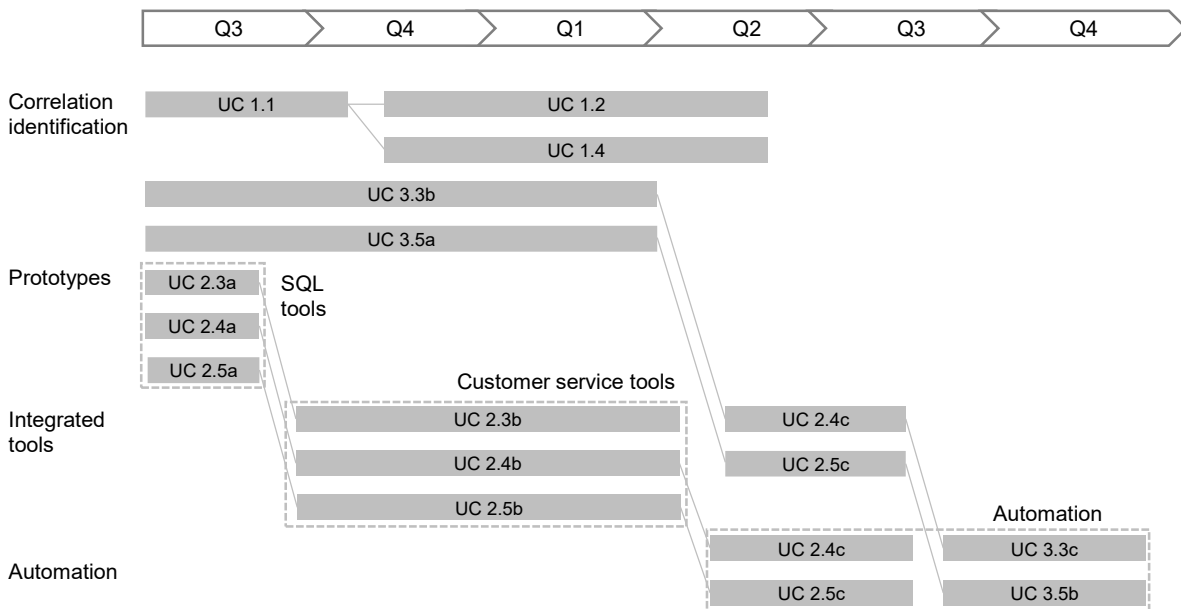 Q3 Q4 Q1 Q2 Q3 Q4
Correlation
identification
UC 1.1 UC 1.2
UC 1.4
UC 3.3b
UC 3.5a
Prototypes
UC 2.3a
SQL
tools
UC 2.4a
UC 2.5a
Customer service tools
Integrated
tools
UC 2.3b UC 2.4c
UC 2.4b UC 2.5c
UC 2.5b
Automation
Automation
UC 2.4c UC 3.3c
UC 2.5c UC 3.5b